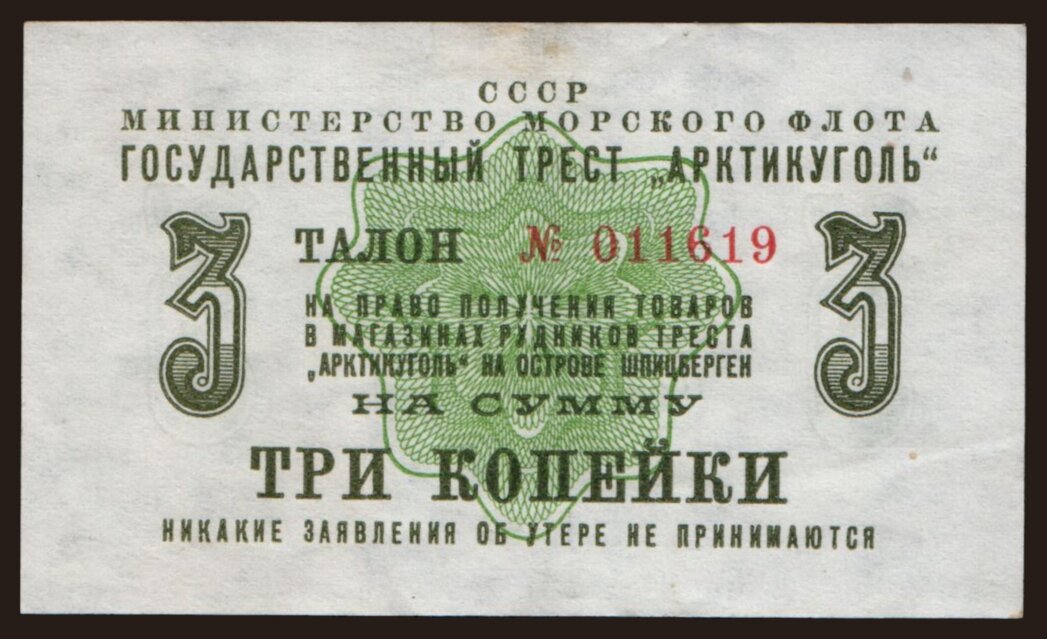 СССР
МИНИСТЕРСТВО МОРСКОГО ФЛОТА
ГОСУДАРСТВЕННЫЙ ТРЕСТ „АРКТИКУГОЛЬ“
3 ТАЛОН № 011619 3
НА ПРАВО ПОЛУЧЕНИЯ ТОВАРОВ
В МАГАЗИНАХ РУДНИКОВ ТРЕСТА
„АРКТИКУГОЛЬ“ НА ОСТРОВЕ ШПИЦБЕРГЕН
НА СУММУ
ТРИ КОПЕЙКИ
НИКАКИЕ ЗАЯВЛЕНИЯ ОБ УТЕРЕ НЕ ПРИНИМАЮТСЯ